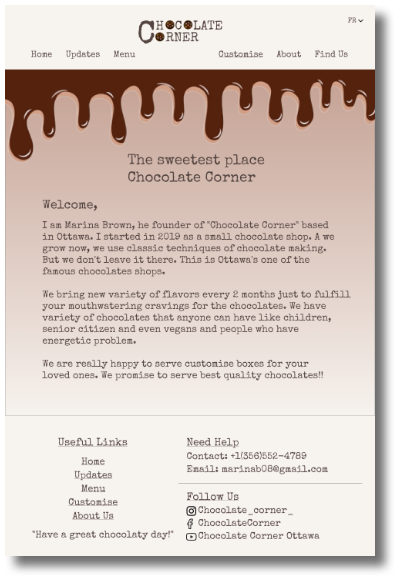 CHOCOLATE
CORNER
FR
Home Updates Menu Customise About Find Us
The sweetest place
Chocolate Corner
Welcome,
I am Marina Brown, he founder of "Chocolate Corner" based
in Ottawa. I started in 2019 as a small chocolate shop. A we
grow now, we use classic techniques of chocolate making.
But we don't leave it there. This is Ottawa's one of the
famous chocolates shops.
We bring new variety of flavors every 2 months just to fulfill
your mouthwatering cravings for the chocolates. We have
variety of chocolates that anyone can have like children,
senior citizen and even vegans and people who have
energetic problem.
We are really happy to serve customise boxes for your
loved ones. We promise to serve best quality chocolates!!
Useful Links
Home
Updates
Menu
Customise
About Us
"Have a great chocolaty day!"
Need Help
Contact: +1(356)552-4789
Email: marinab08@gmail.com
Follow Us
Chocolate_corner_
ChocolateCorner
Chocolate Corner Ottawa